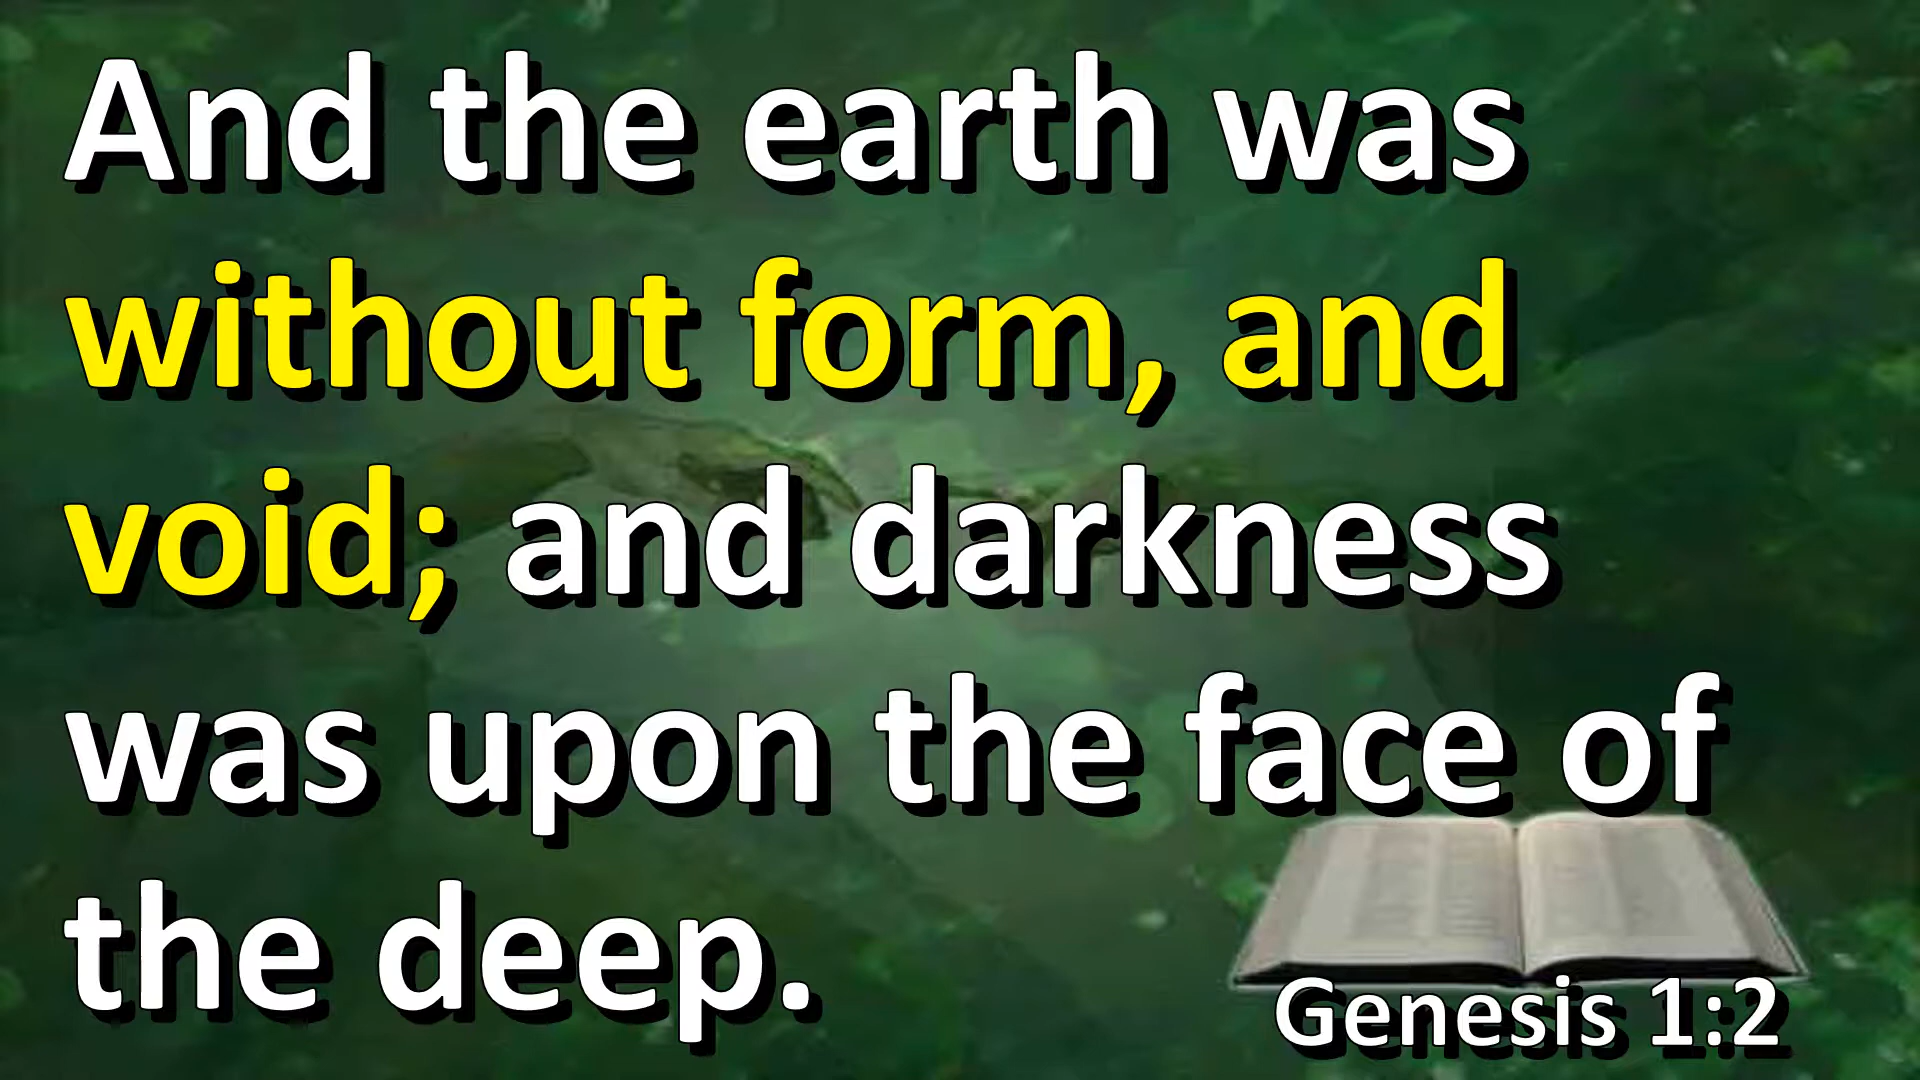 And the earth was
without form, and
void; and darkness
was upon the face of
the deep.
Genesis 1:2